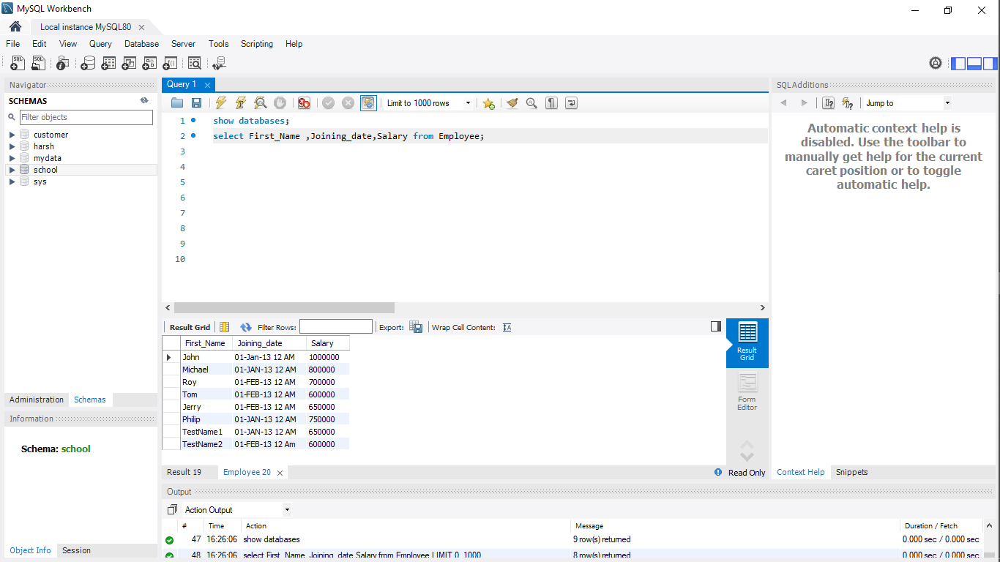 MySQL Workbench
Local instance MySQL80
File Edit View Query Database Server Tools Scripting Help
Navigator
SCHEMAS
Filter objects
customer
harsh
mydata
school
sys
Administration Schemas
Information
Schema: school
Object Info Session
Query 1
Limit to 1000 rows
1 show databases;
2 select First_Name ,Joining_date,Salary from Employee;
3
4
5
6
7
8
9
10
Result Grid Filter Rows: Export: Wrap Cell Content:
First_Name Joining_date Salary
John 01-Jan-13 12 AM 1000000
Michael 01-JAN-13 12 AM 800000
Roy 01-FEB-13 12 AM 700000
Tom 01-FEB-13 12 AM 600000
Jerry 01-FEB-13 12 AM 650000
Philip 01-JAN-13 12 AM 750000
TestName1 01-JAN-13 12 AM 650000
TestName2 01-FEB-13 12 Am 600000
Result
Grid
Form
Editor
Result 19 Employee 20 Read Only
SQLAdditions
Jump to
Automatic context help is
disabled. Use the toolbar to
manually get help for the current
caret position or to toggle
automatic help.
Context Help Snippets
Output
Action Output
# Time Action Message Duration / Fetch
47 16:26:06 show databases 9 row(s) returned 0.000 sec / 0.000 sec
48 16:26:06 select First_Name ,Joining_date,Salary from Employee LIMIT 0, 1000 8 row(s) returned 0.000 sec / 0.000 sec